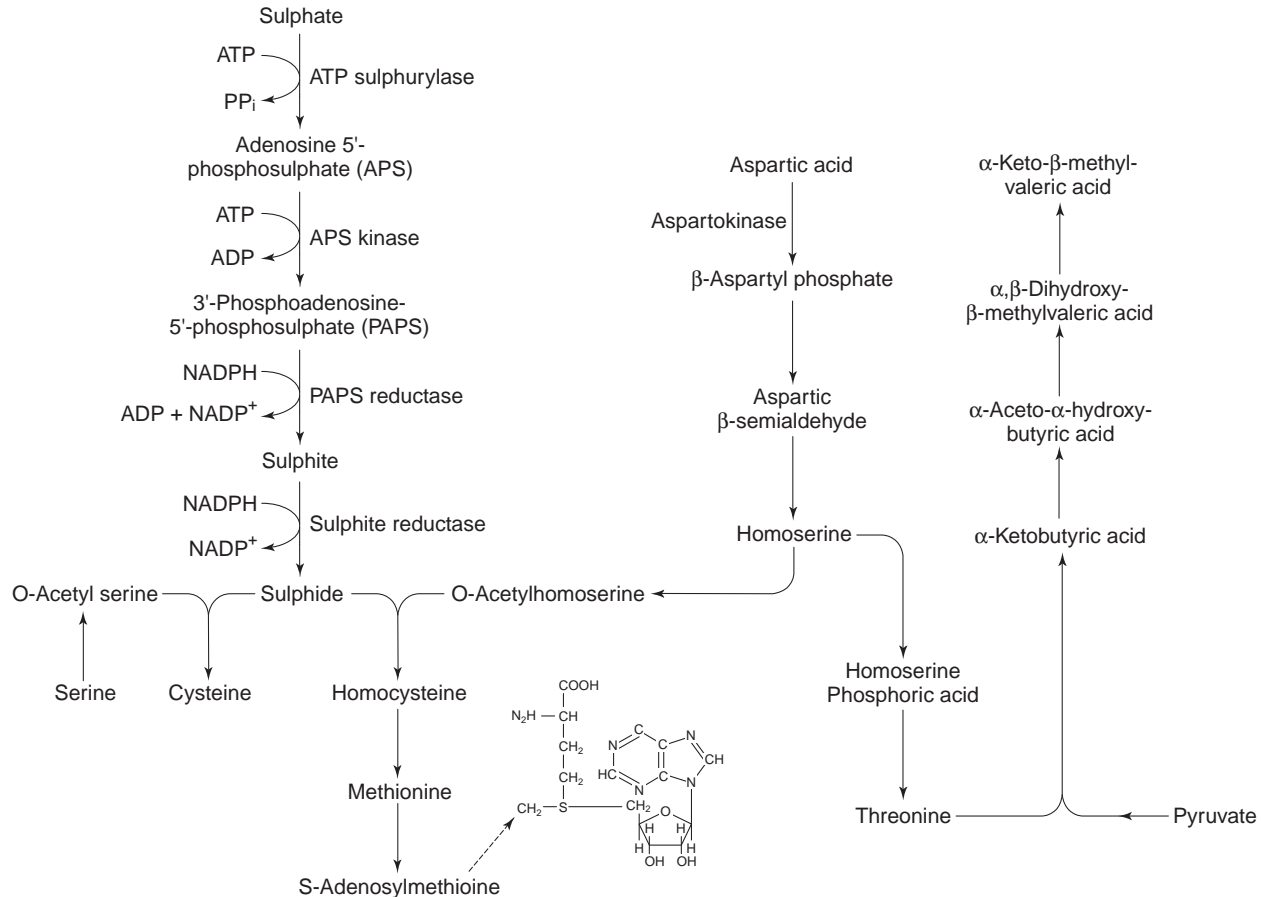 Sulphate
ATP
ATP sulphurylase
PPi
Adenosine 5'-
phosphosulphate (APS)
ATP
APS kinase
ADP
3'-Phosphoadenosine-
5'-phosphosulphate (PAPS)
NADPH
PAPS reductase
ADP + NADP+
Sulphite
NADPH
Sulphite reductase
NADP+
O-Acetyl serine
Sulphide
O-Acetylhomoserine
Serine
Cysteine
Homocysteine
Methionine
S-Adenosylmethioine
COOH
N2H
CH
CH2
CH2
CH2
S
CH2
C
N
C
N
CH
HC
C
N
N
O
H
H
H
H
OH
OH
Aspartic acid
Aspartokinase
β-Aspartyl phosphate
Aspartic
β-semialdehyde
Homoserine
Homoserine
Phosphoric acid
Threonine
Pyruvate
α-Ketobutyric acid
α-Aceto-α-hydroxy-
butyric acid
α,β-Dihydroxy-
β-methylvaleric acid
α-Keto-β-methyl-
valeric acid